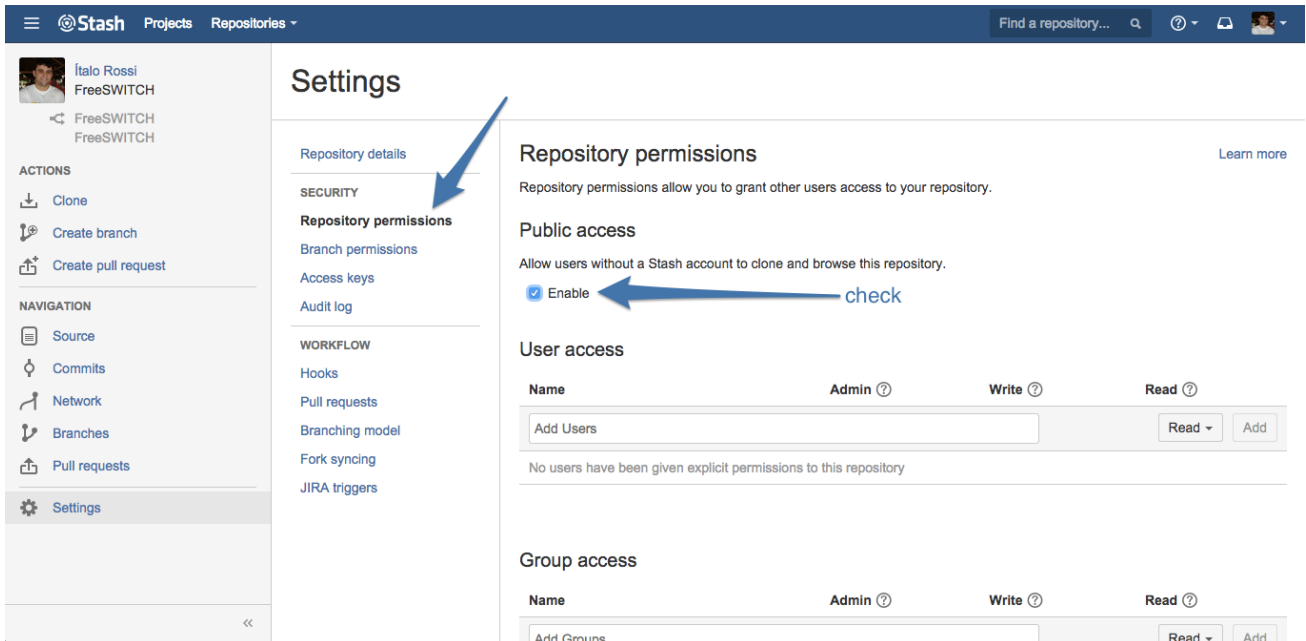 Stash Projects Repositories Find a repository...
Ítalo Rossi
FreeSWITCH
FreeSWITCH
FreeSWITCH
ACTIONS
Clone
Create branch
Create pull request
NAVIGATION
Source
Commits
Network
Branches
Pull requests
Settings
Settings
Repository details
SECURITY
Repository permissions
Branch permissions
Access keys
Audit log
WORKFLOW
Hooks
Pull requests
Branching model
Fork syncing
JIRA triggers
Repository permissions Learn more
Repository permissions allow you to grant other users access to your repository.
Public access
Allow users without a Stash account to clone and browse this repository.
Enable check
User access
Name Admin ? Write ? Read ?
Add Users Read Add
No users have been given explicit permissions to this repository
Group access
Name Admin ? Write ? Read ?
Add Groups Read Add